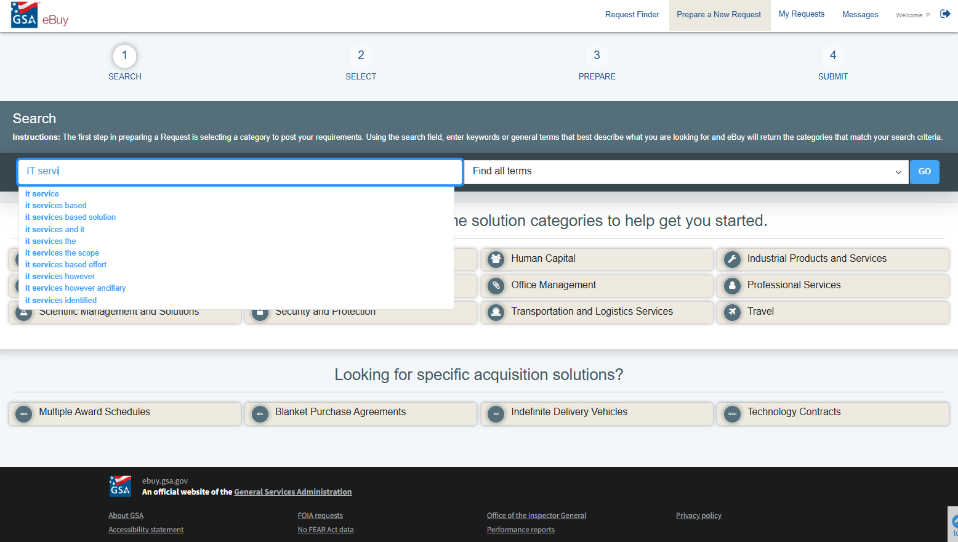 GSA eBuy
Request Finder
Prepare a New Request
My Requests
Messages
Welcome, IT
1
SEARCH
2
SELECT
3
PREPARE
4
SUBMIT
Search
Instructions: The first step in preparing a Request is selecting a category to post your requirements. Using the search field, enter keywords or general terms that best describe what you are looking for and eBuy will return the categories that match your search criteria.
IT servi
Find all terms
GO
it service
it services based
it services based solution
it services and it
it services the
it services the scope
it services based effort
it services however
it services however ancillary
it services identified
solution categories to help get you started.
Human Capital
Industrial Products and Services
Office Management
Professional Services
Scientific Management and Solutions
Security and Protection
Transportation and Logistics Services
Travel
Looking for specific acquisition solutions?
Multiple Award Schedules
Blanket Purchase Agreements
Indefinite Delivery Vehicles
Technology Contracts
GSA
ebuy.gsa.gov
An official website of the General Services Administration
About GSA
FOIA requests
Office of the Inspector General
Privacy policy
Accessibility statement
No FEAR Act data
Performance reports